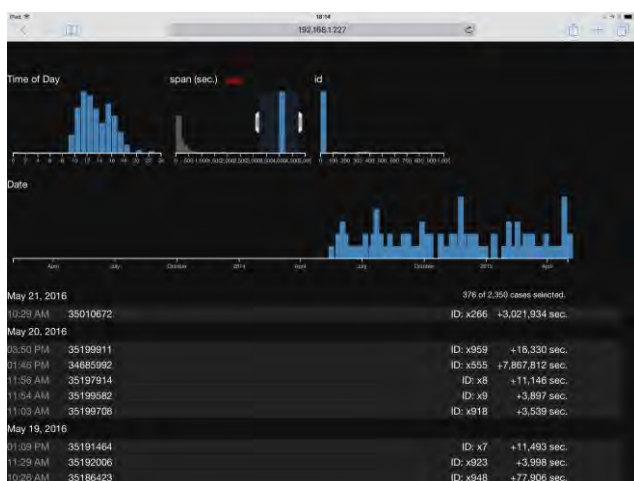 iPad
18:14
192.168.1.227
Time of Day
span (sec.)
id
Date
April July October 2014 April July October 2015 April
May 21, 2016
376 of 2,350 cases selected.
10:29 AM 35010672 ID: x266 +3,021,934 sec.
May 20, 2016
03:50 PM 35199911 ID: x959 +16,330 sec.
01:46 PM 34685992 ID: x555 +7,867,812 sec.
11:56 AM 35197914 ID: x8 +11,146 sec.
11:54 AM 35199582 ID: x9 +3,897 sec.
11:03 AM 35199708 ID: x918 +3,539 sec.
May 19, 2016
01:09 PM 35191464 ID: x7 +11,493 sec.
11:29 AM 35192006 ID: x923 +3,998 sec.
10:26 AM 35186423 ID: x948 +77,906 sec.